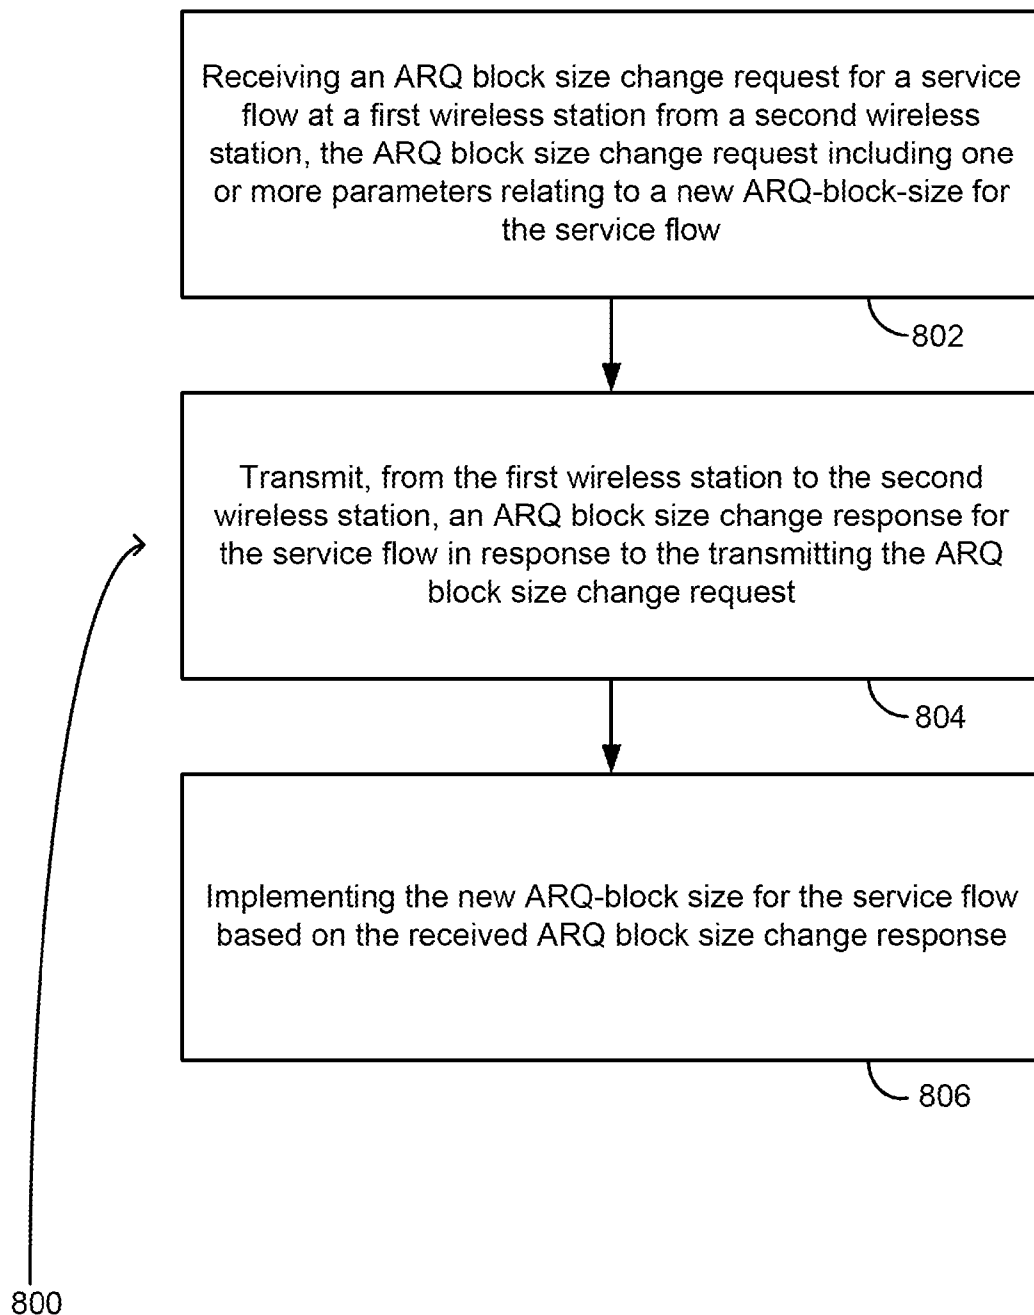 Receiving an ARQ block size change request for a service
flow at a first wireless station from a second wireless
station, the ARQ block size change request including one
or more parameters relating to a new ARQ-block-size for
the service flow
802
Transmit, from the first wireless station to the second
wireless station, an ARQ block size change response for
the service flow in response to the transmitting the ARQ
block size change request
804
Implementing the new ARQ-block size for the service flow
based on the received ARQ block size change response
806
800